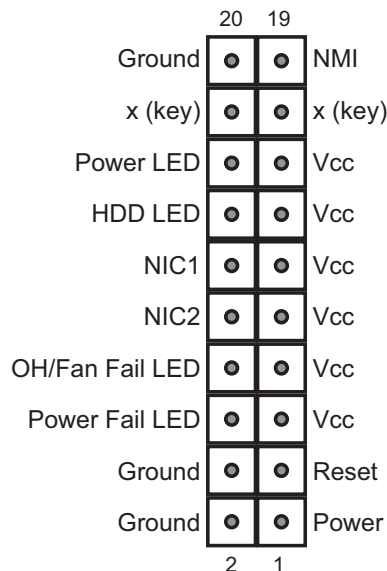 20 19
Ground NMI
x (key) x (key)
Power LED Vcc
HDD LED Vcc
NIC1 Vcc
NIC2 Vcc
OH/Fan Fail LED Vcc
Power Fail LED Vcc
Ground Reset
Ground Power
2 1